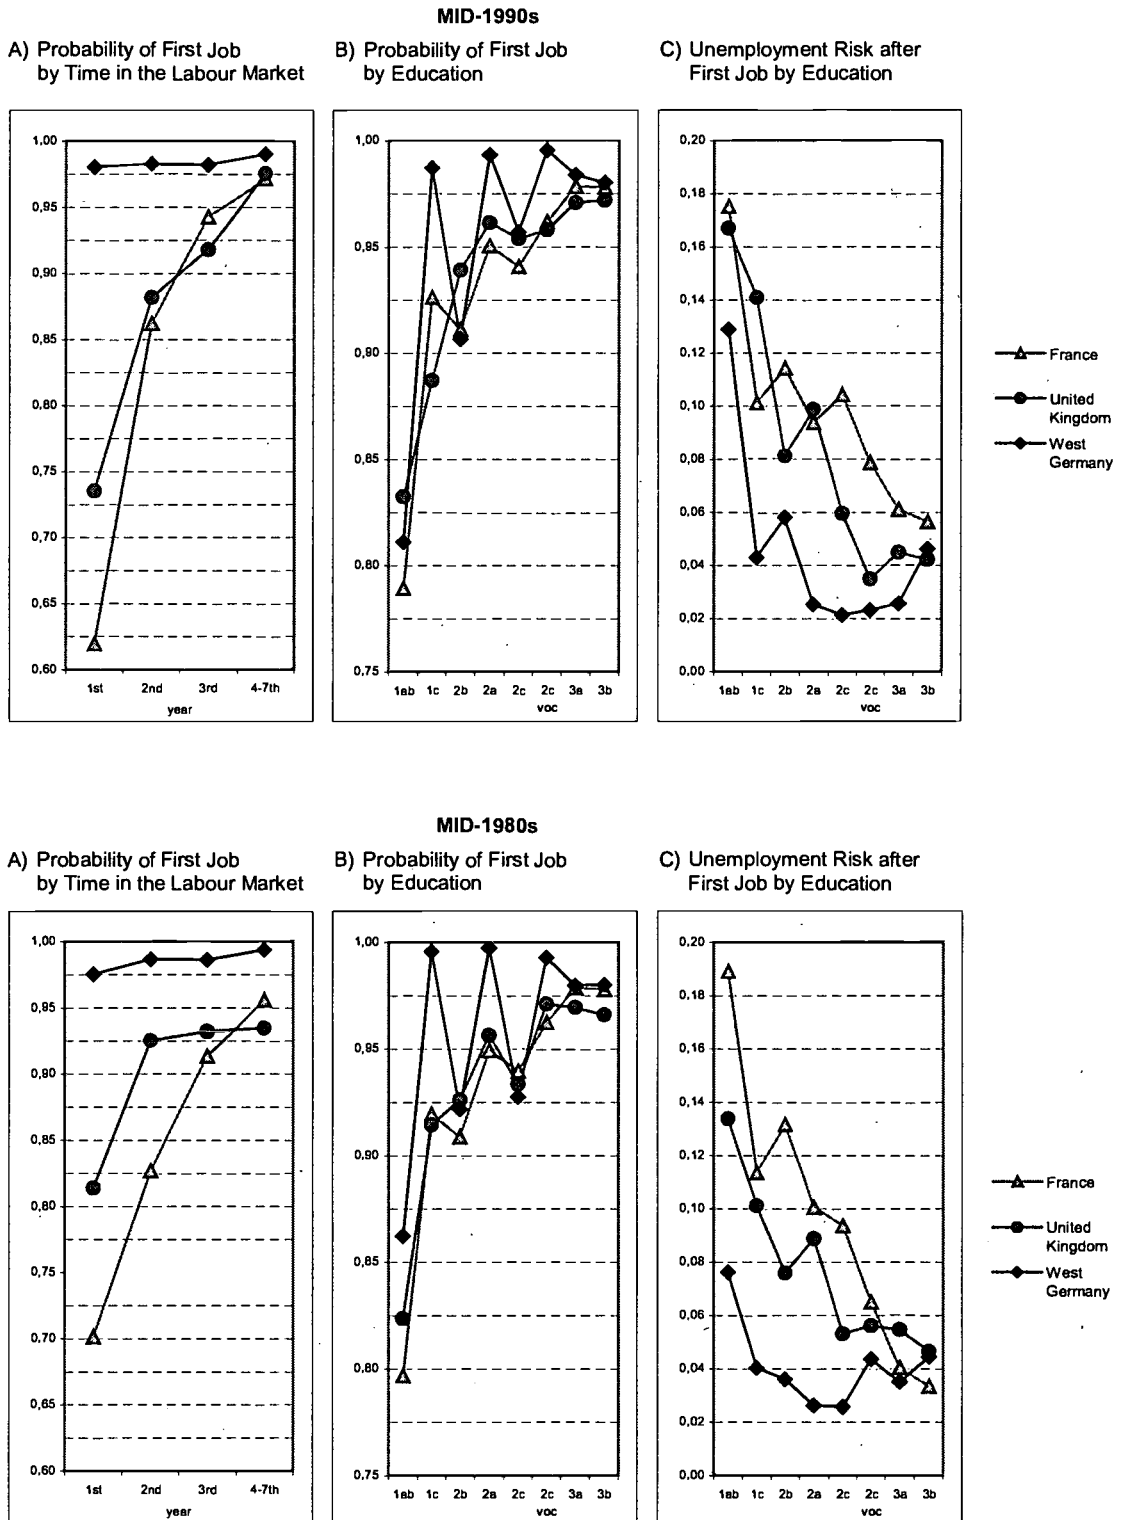 MID-1990s
A) Probability of First Job
by Time in the Labour Market
B) Probability of First Job
by Education
C) Unemployment Risk after
First Job by Education
1,00
0,95
0,90
0,85
0,80
0,75
0,70
0,65
0,60
1st 2nd 3rd 4-7th
year
1,00
0,95
0,90
0,85
0,80
0,75
1ab 1c 2b 2a 2c 2c 3a 3b
voc
0,20
0,18
0,16
0,14
0,12
0,10
0,08
0,06
0,04
0,02
0,00
1ab 1c 2b 2a 2c 2c 3a 3b
voc
France
United
Kingdom
West
Germany
MID-1980s
A) Probability of First Job
by Time in the Labour Market
B) Probability of First Job
by Education
C) Unemployment Risk after
First Job by Education
1,00
0,95
0,90
0,85
0,80
0,75
0,70
0,65
0,60
1st 2nd 3rd 4-7th
year
1,00
0,95
0,90
0,85
0,80
0,75
1ab 1c 2b 2a 2c 2c 3a 3b
voc
0,20
0,18
0,16
0,14
0,12
0,10
0,08
0,06
0,04
0,02
0,00
1ab 1c 2b 2a 2c 2c 3a 3b
voc
France
United
Kingdom
West
Germany